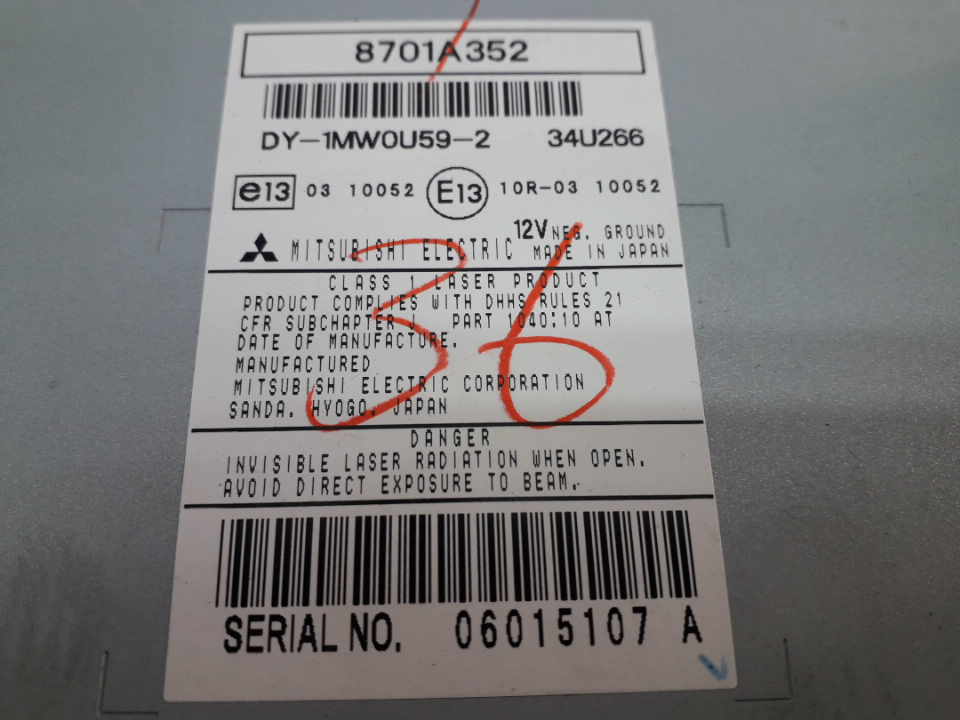 8701A352
DY-1MW0U59-2 34U266
e13 03 10052 E13 10R-03 10052
12V NEG. GROUND
MITSUBISHI ELECTRIC MADE IN JAPAN
CLASS 1 LASER PRODUCT
PRODUCT COMPLIES WITH DHHS RULES 21
CFR SUBCHAPTER J, PART 1040:10 AT
DATE OF MANUFACTURE.
MANUFACTURED
MITSUBISHI ELECTRIC CORPORATION
SANDA. HYOGO. JAPAN
36
DANGER
INVISIBLE LASER RADIATION WHEN OPEN.
AVOID DIRECT EXPOSURE TO BEAM.
SERIAL NO. 06015107 A